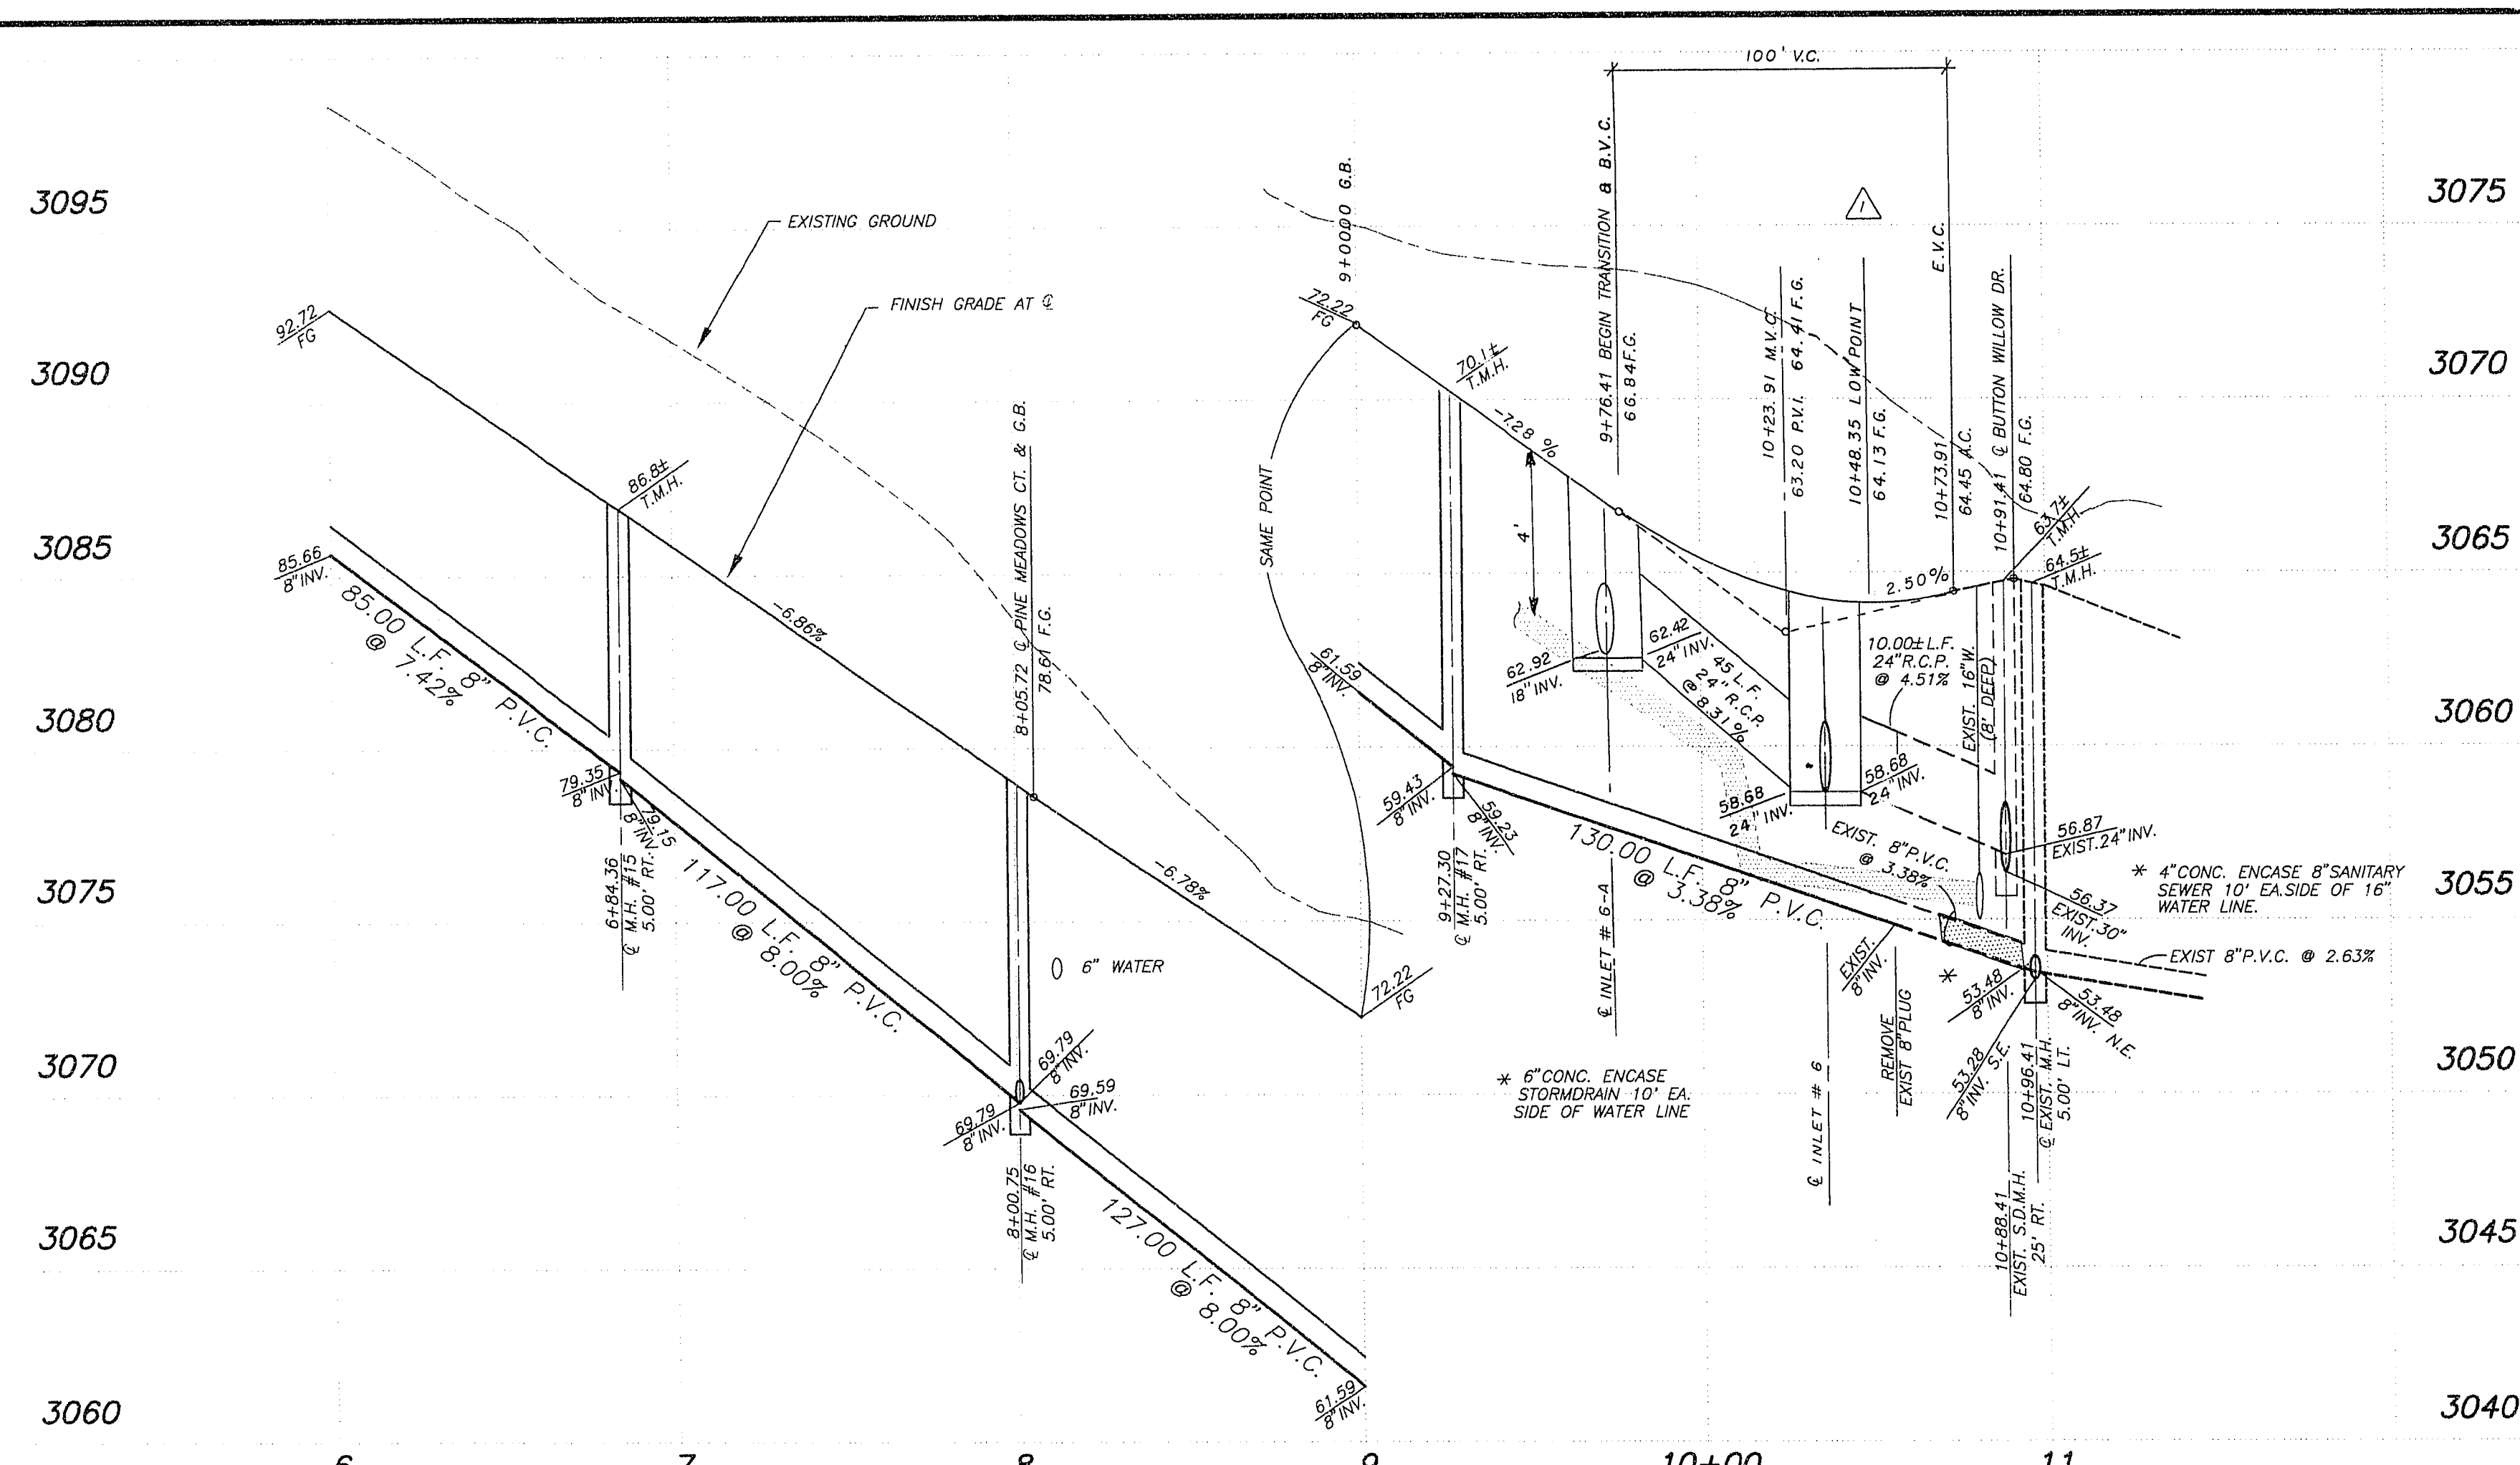 100' V.C.
3095
3090
3085
3080
3075
3070
3065
3060
3075
3070
3065
3060
3055
3050
3045
3040
EXISTING GROUND
FINISH GRADE AT ℄
92.72
FG
85.66
8" INV.
85.00 L.F. 8" P.V.C.
@ 7.42%
86.8±
T.M.H.
79.35
8" INV.
79.15
8" INV.
6+84.36
℄ M.H. #15
5.00' RT.
-6.86%
117.00 L.F. 8" P.V.C.
@ 8.00%
8+05.72 ℄ PINE MEADOWS CT. & G.B.
78.61 F.G.
6" WATER
69.79
8" INV.
69.79
8" INV.
69.59
8" INV.
8+00.75
℄ M.H. #16
5.00' RT.
-6.78%
127.00 L.F. 8" P.V.C.
@ 8.00%
61.59
8" INV.
72.22
FG
SAME POINT
9+0000 G.B.
72.22
FG
61.59
8" INV.
70.1±
T.M.H.
-7.28 %
4'
59.43
8" INV.
59.23
8" INV.
9+27.30
℄ M.H. #17
5.00' RT.
130.00 L.F. 8" P.V.C.
@ 3.38%
9+76.41 BEGIN TRANSITION & B.V.C.
66.84 F.G.
62.92
18" INV.
62.42
24" INV.
45 L.F.
24" R.C.P.
@ 8.31%
℄ INLET # 6-A
10+23.91 M.V.C.
63.20 P.V.I. 64.41 F.G.
1
10+48.35 LOW POINT
64.13 F.G.
E.V.C.
10+73.91
64.45 A.C.
2.50%
10+91.41 ℄ BUTTON WILLOW DR.
64.80 F.G.
63.7±
T.M.H.
64.5±
T.M.H.
10.00± L.F.
24" R.C.P.
@ 4.51%
EXIST. 16" W.
(8' DEEP)
58.68
24" INV.
58.68
24" INV.
EXIST. 8" P.V.C.
@ 3.38%
56.87
EXIST. 24" INV.
56.37
EXIST. 30"
INV.
* 4" CONC. ENCASE 8" SANITARY
SEWER 10' EA. SIDE OF 16"
WATER LINE.
EXIST 8" P.V.C. @ 2.63%
EXIST.
8" INV.
*
53.48
8" INV.
53.48
8" INV. N.E.
53.28
8" INV. S.E.
REMOVE
EXIST 8" PLUG
℄ INLET # 6
* 6" CONC. ENCASE
STORMDRAIN 10' EA.
SIDE OF WATER LINE
10+96.41
℄ EXIST. M.H.
5.00' LT.
10+88.41
EXIST. S.D.M.H.
25' RT.
6 7 8 9 10+00 11